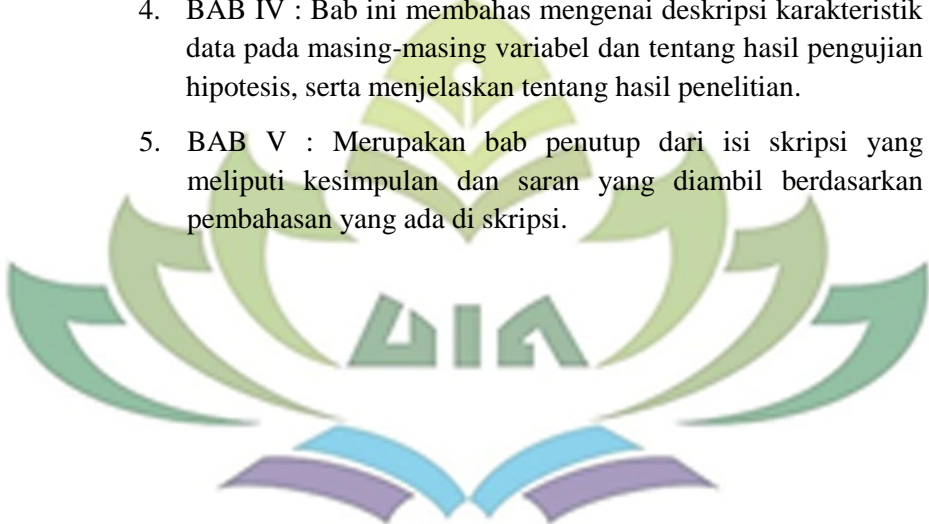 4. BAB IV : Bab ini membahas mengenai deskripsi karakteristik
data pada masing-masing variabel dan tentang hasil pengujian
hipotesis, serta menjelaskan tentang hasil penelitian.
5. BAB V : Merupakan bab penutup dari isi skripsi yang
meliputi kesimpulan dan saran yang diambil berdasarkan
pembahasan yang ada di skripsi.